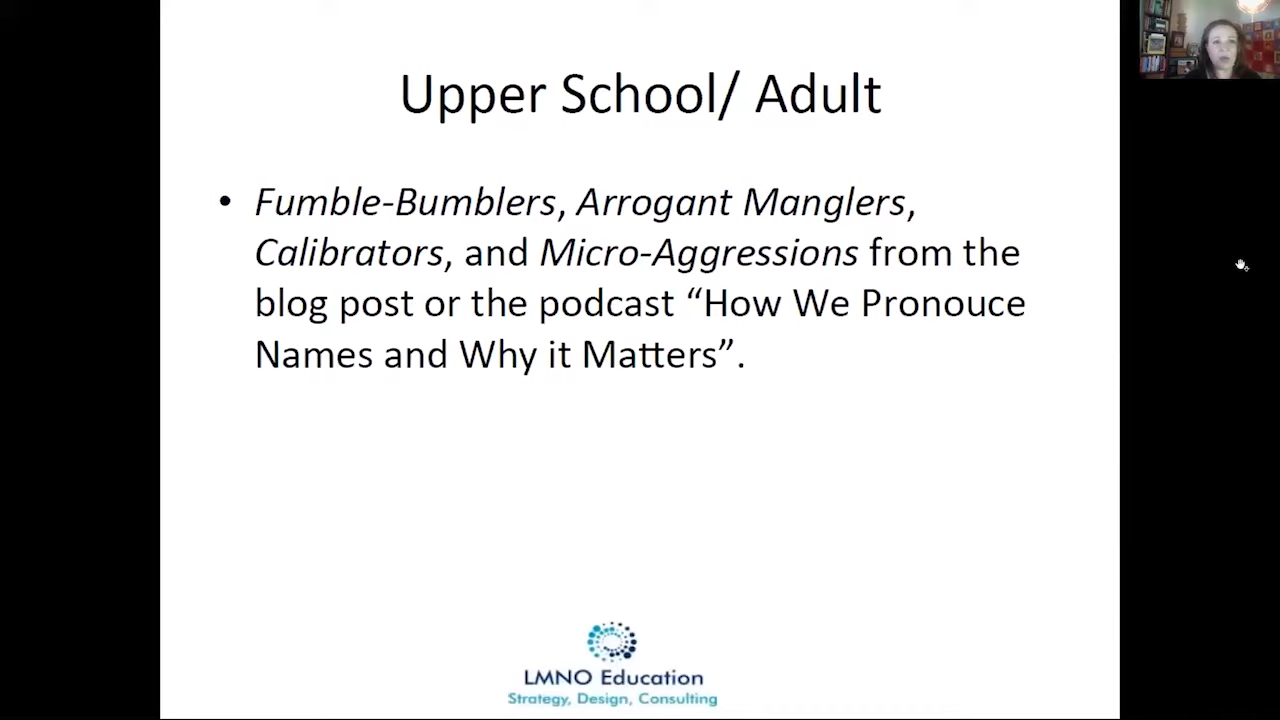 Upper School/ Adult
• Fumble-Bumblers, Arrogant Manglers,
Calibrators, and Micro-Aggressions from the
blog post or the podcast “How We Pronouce
Names and Why it Matters”.
LMNO Education
Strategy, Design, Consulting